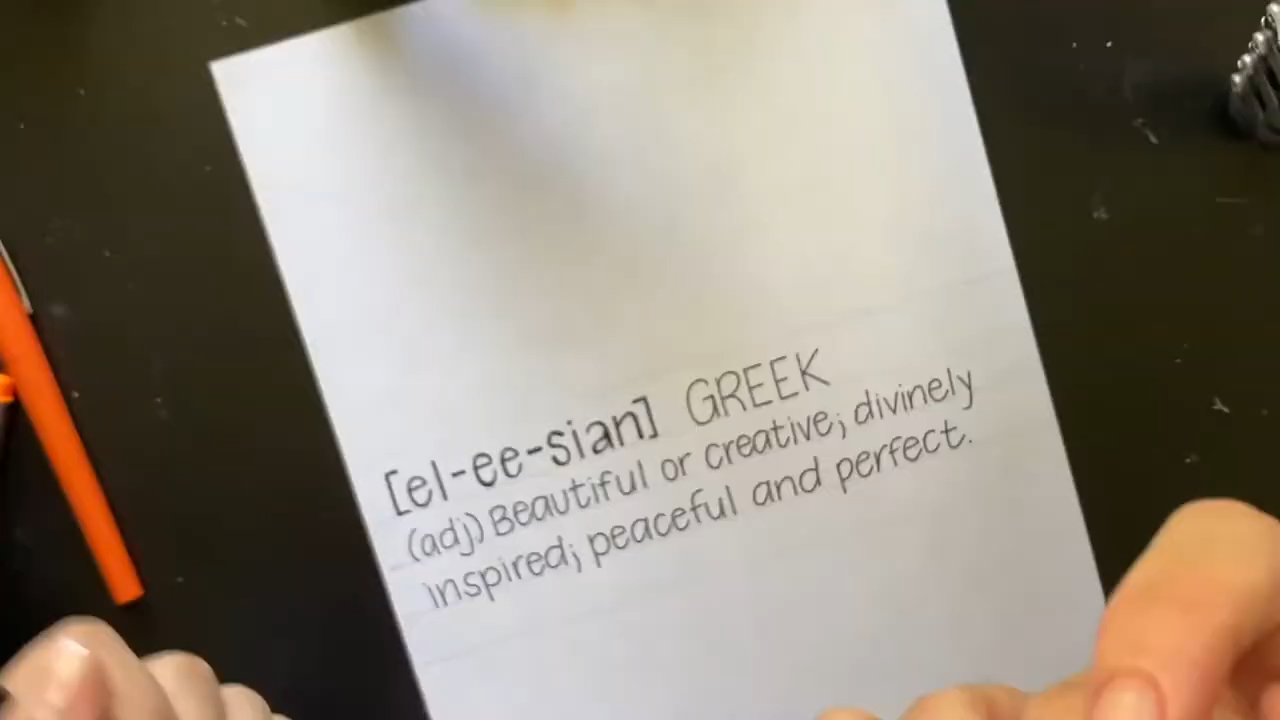 [el-ee-sian] GREEK
(adj) Beautiful or creative; divinely
inspired; peaceful and perfect.